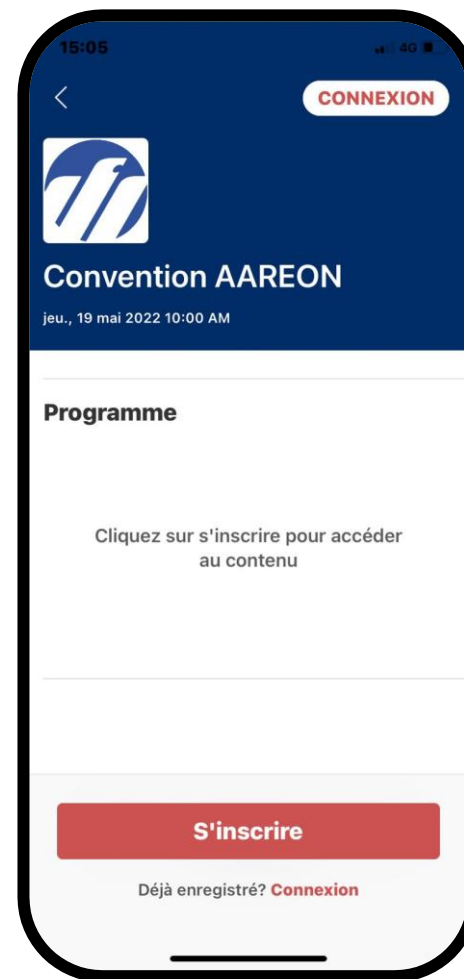 15:05
4G
CONNEXION
Convention AAREON
jeu., 19 mai 2022 10:00 AM
Programme
Cliquez sur s'inscrire pour accéder
au contenu
S'inscrire
Déjà enregistré? Connexion